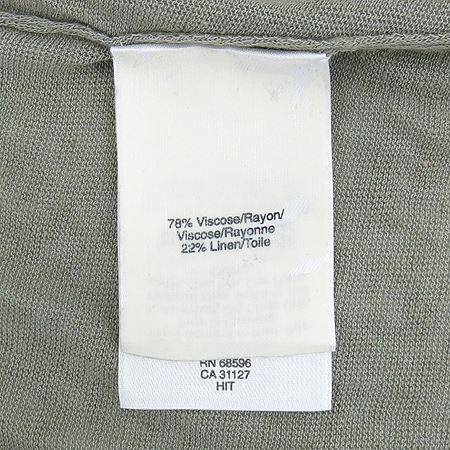 78% Viscose/Rayon/
Viscose/Rayonne
22% Linen/Toile
RN 68596
CA 31127
HIT